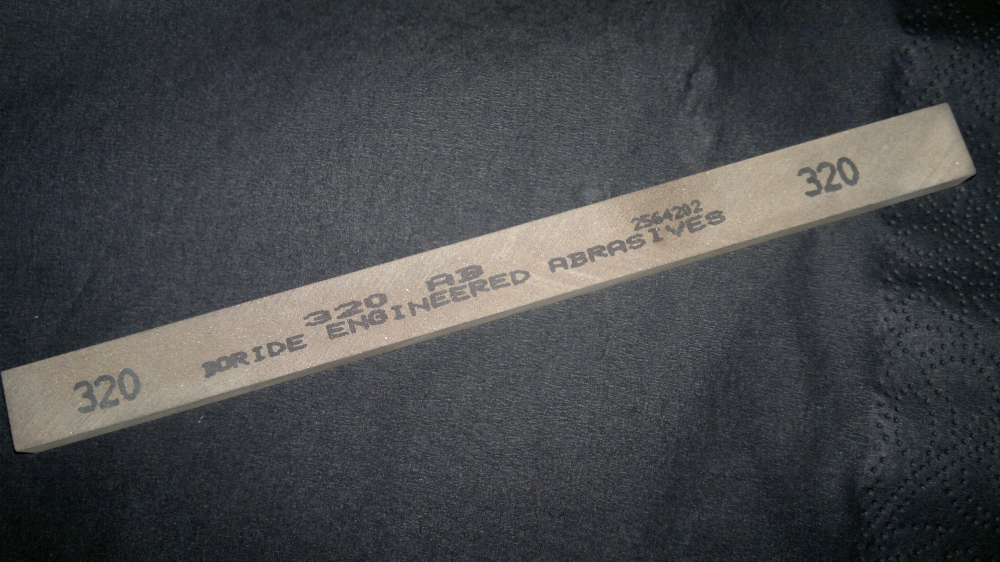 320
320 AB
BORIDE ENGINEERED ABRASIVES
2564202
320